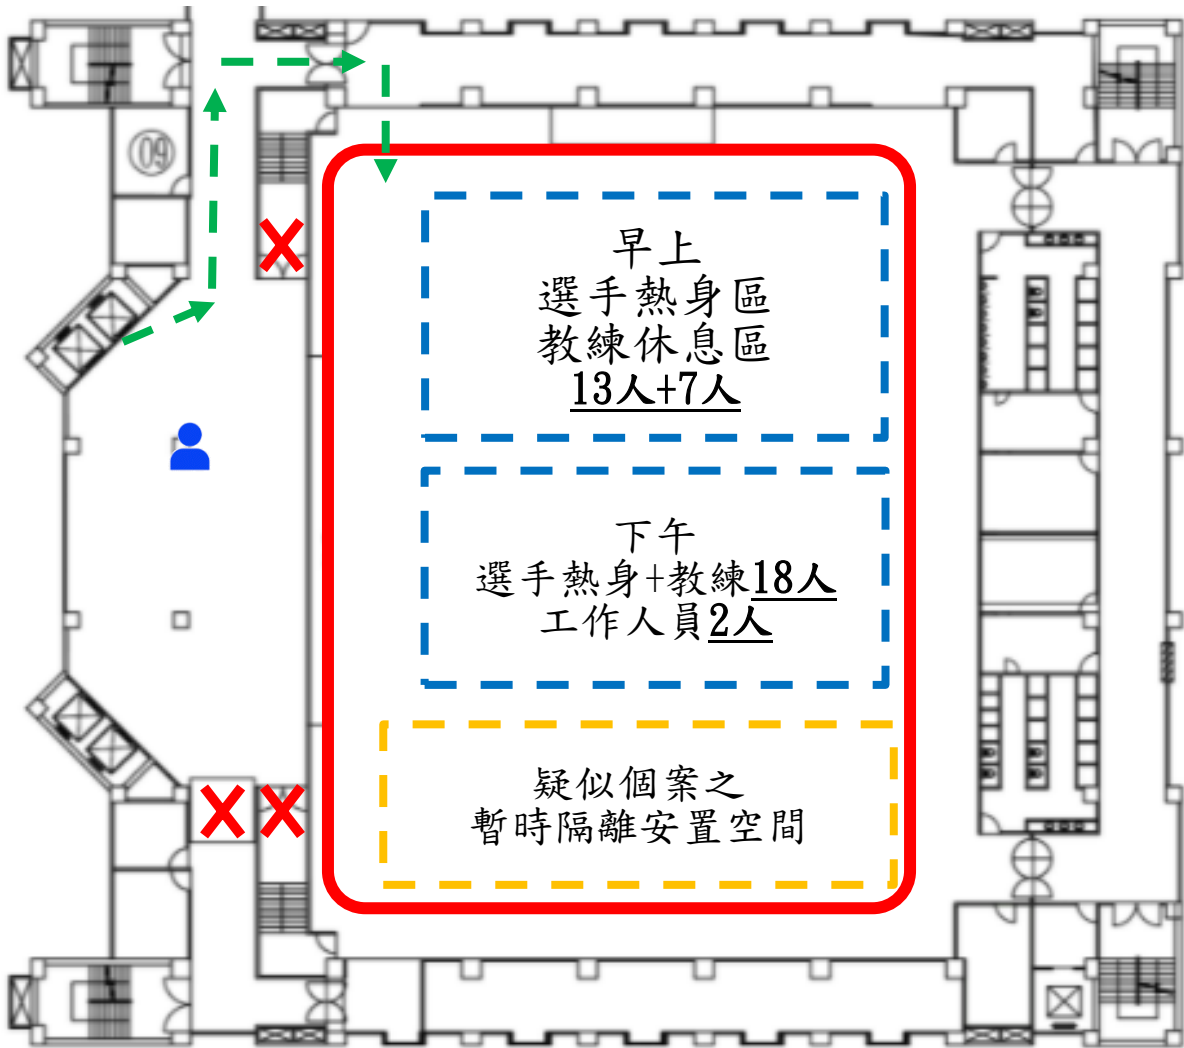 09
早上
選手熱身區
教練休息區
13人+7人
下午
選手熱身+教練18人
工作人員2人
疑似個案之
暫時隔離安置空間